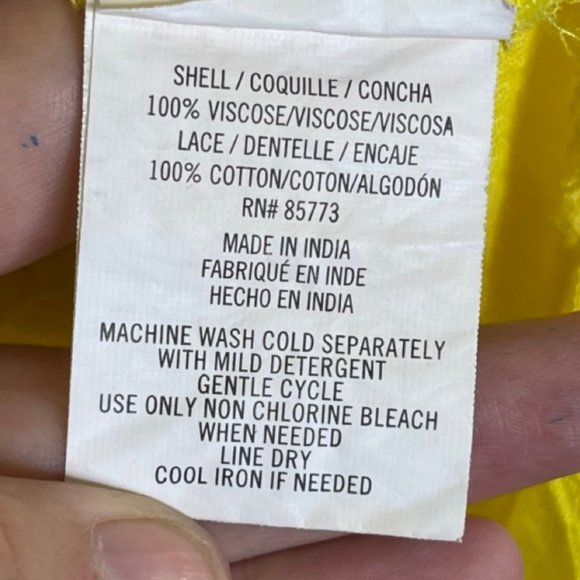 SHELL / COQUILLE / CONCHA
100% VISCOSE/VISCOSE/VISCOSA
LACE / DENTELLE / ENCAJE
100% COTTON/COTON/ALGODÓN
RN# 85773
MADE IN INDIA
FABRIQUÉ EN INDE
HECHO EN INDIA
MACHINE WASH COLD SEPARATELY
WITH MILD DETERGENT
GENTLE CYCLE
USE ONLY NON CHLORINE BLEACH
WHEN NEEDED
LINE DRY
COOL IRON IF NEEDED